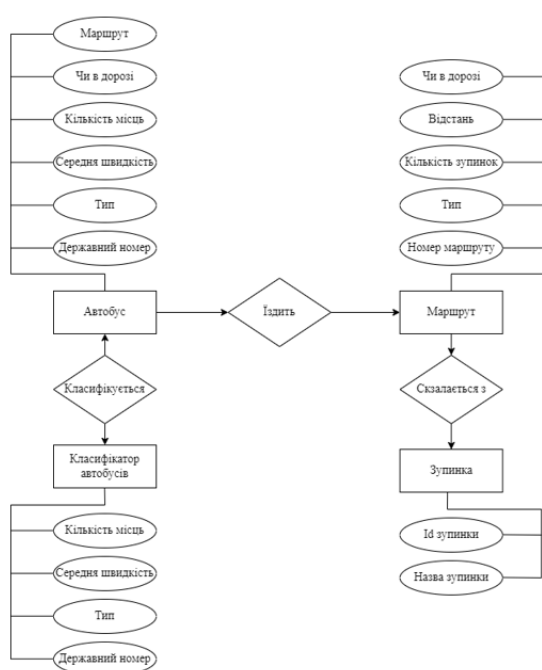 Маршрут
Чи в дорозі
Кількість місць
Середня швидкість
Тип
Державний номер
Чи в дорозі
Відстань
Кількість зупинок
Тип
Номер маршруту
Автобус
Їздить
Маршрут
Класифікується
Скзалається з
Класифікатор
автобусів
Зупинка
Кількість місць
Середня швидкість
Тип
Державний номер
Id зупинки
Назва зупинки